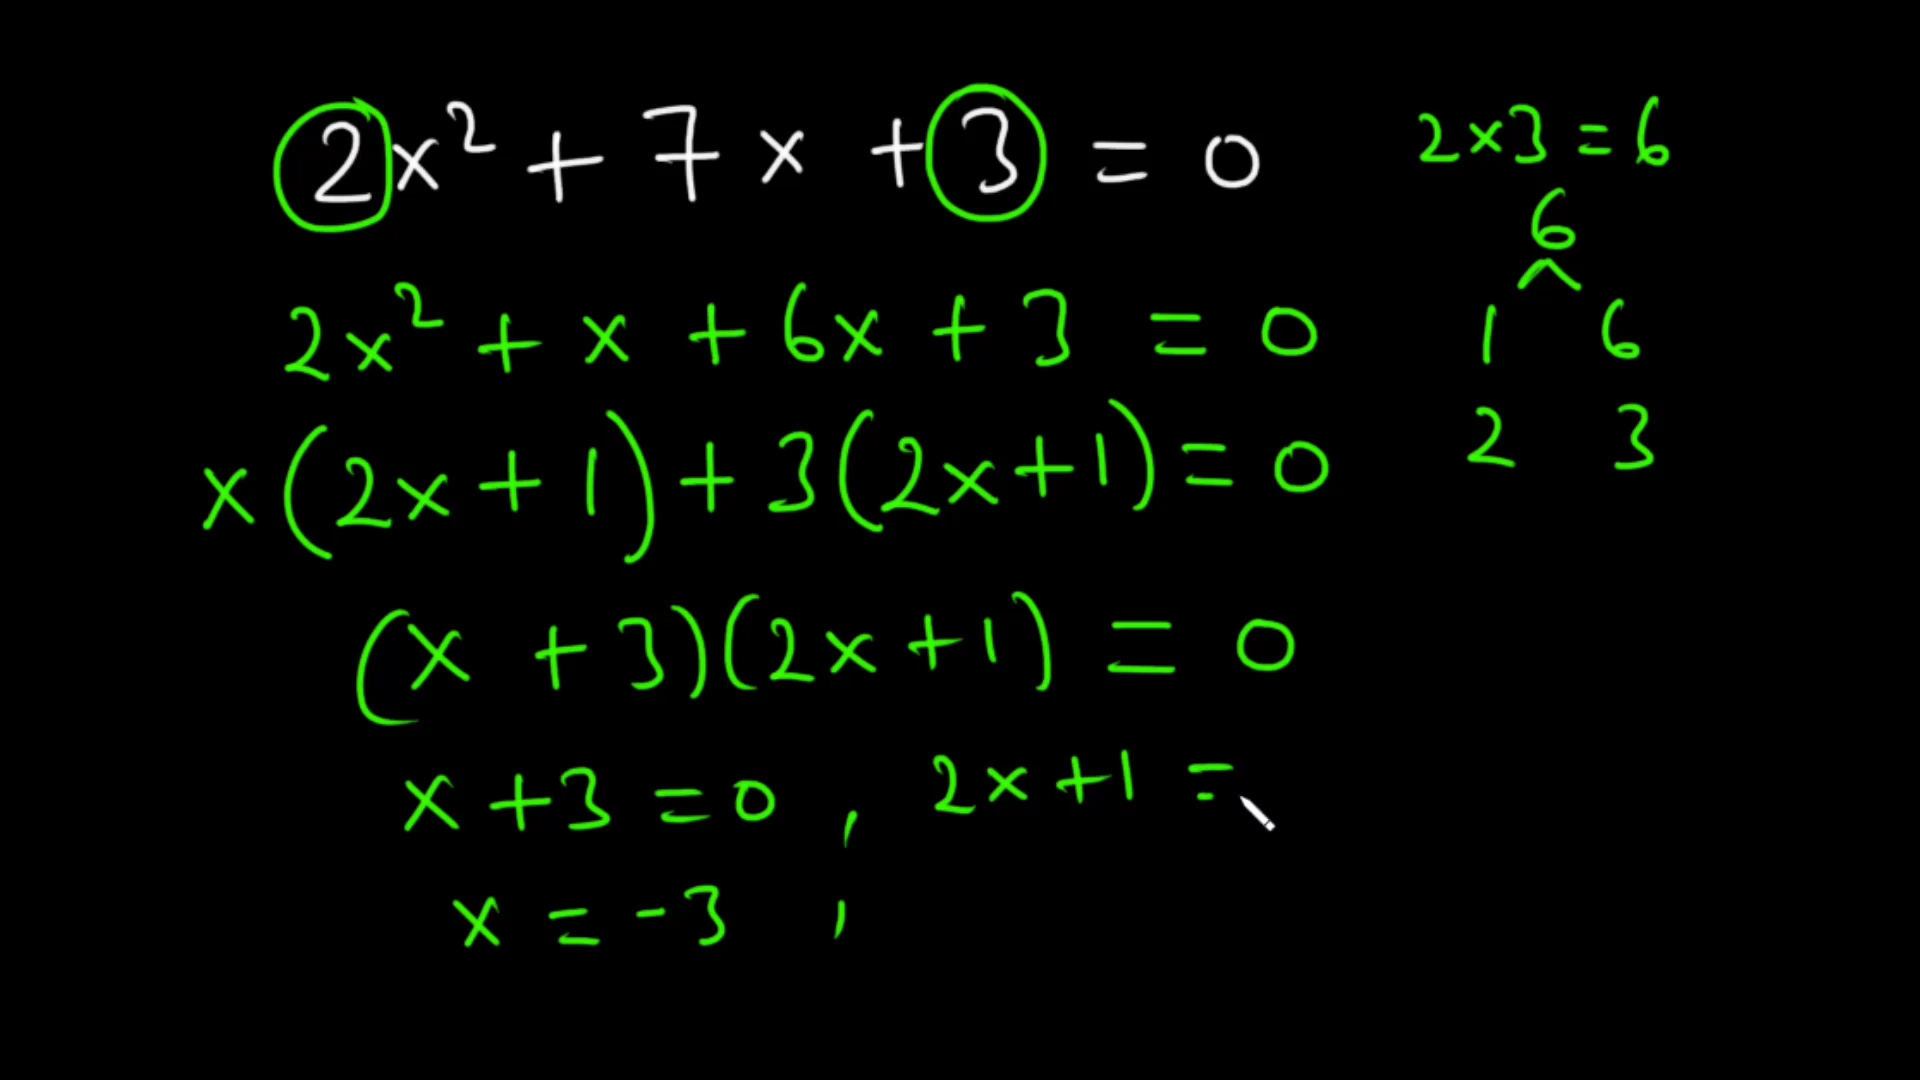 2x² + 7x + 3 = 0
2x² + x + 6x + 3 = 0
x(2x + 1) + 3(2x+1) = 0
(x + 3)(2x+1) = 0
x + 3 = 0 , 2x+1 =
x = -3 ,
2×3 = 6
6
1 6
2 3